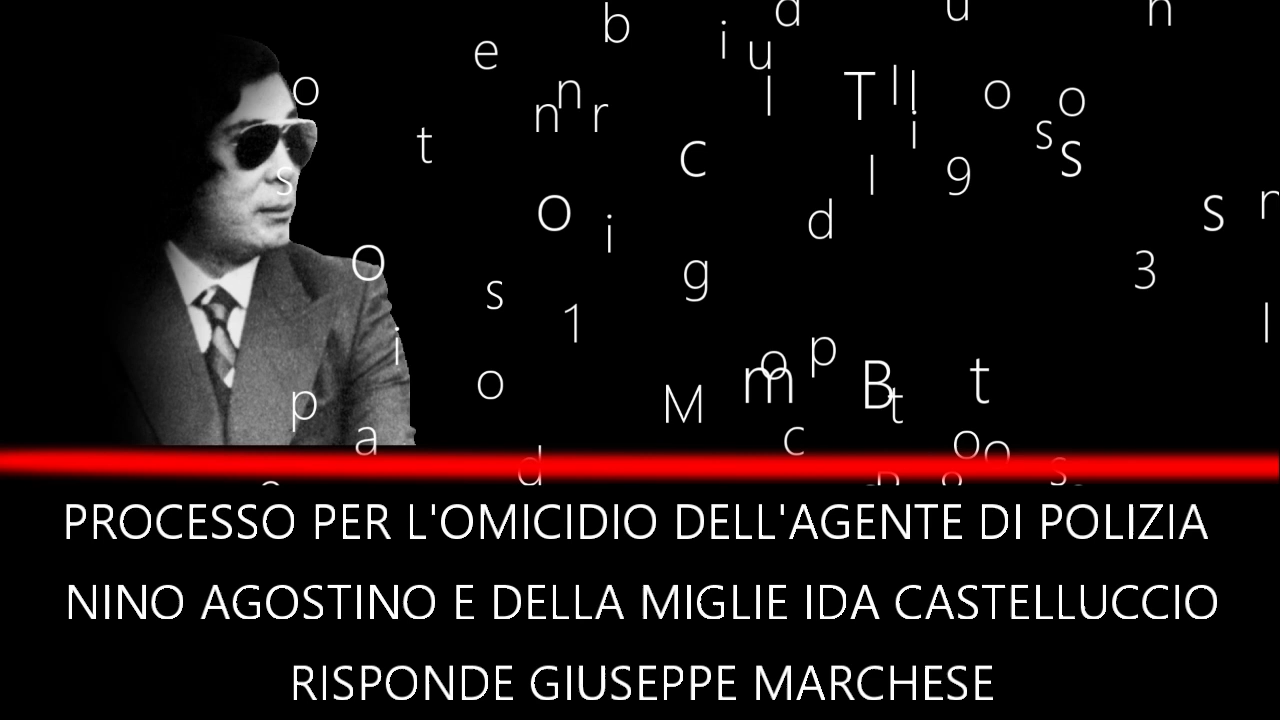 PROCESSO PER L'OMICIDIO DELL'AGENTE DI POLIZIA
NINO AGOSTINO E DELLA MIGLIE IDA CASTELLUCCIO
RISPONDE GIUSEPPE MARCHESE